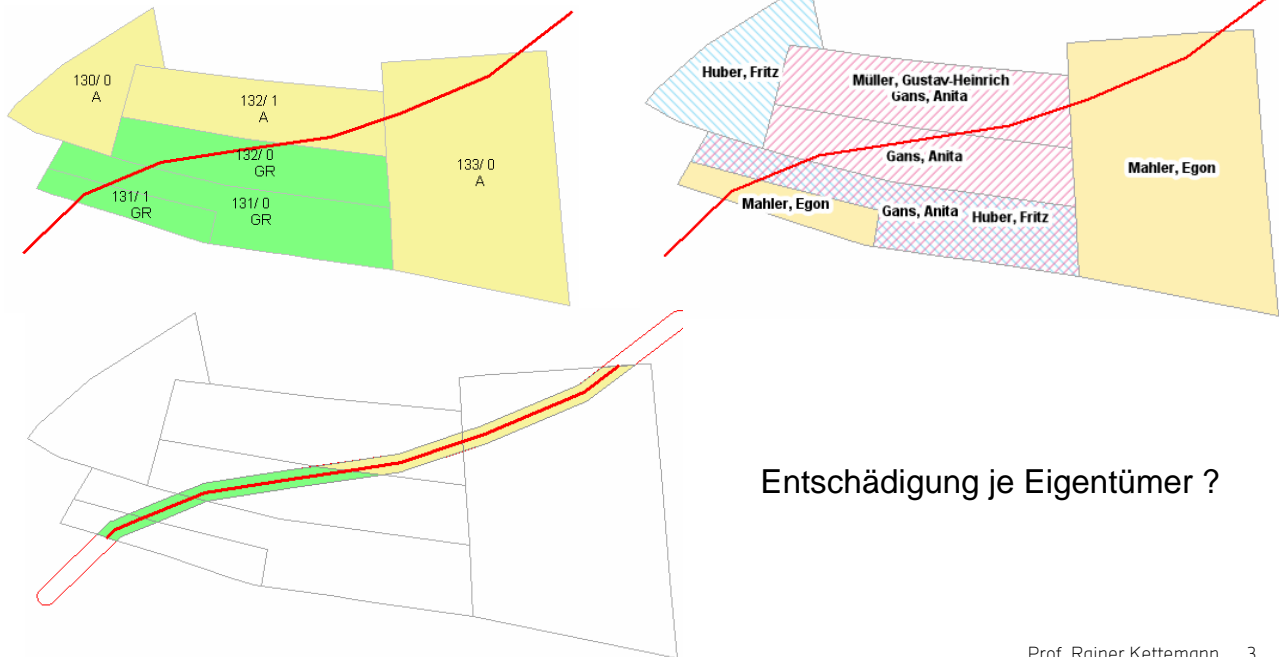 130/ 0
A
132/ 1
A
132/ 0
GR
133/ 0
A
131/ 1
GR
131/ 0
GR
Huber, Fritz
Müller, Gustav-Heinrich
Gans, Anita
Gans, Anita
Mahler, Egon
Mahler, Egon
Gans, Anita
Huber, Fritz
Entschädigung je Eigentümer ?
Prof. Rainer Kettemann 3